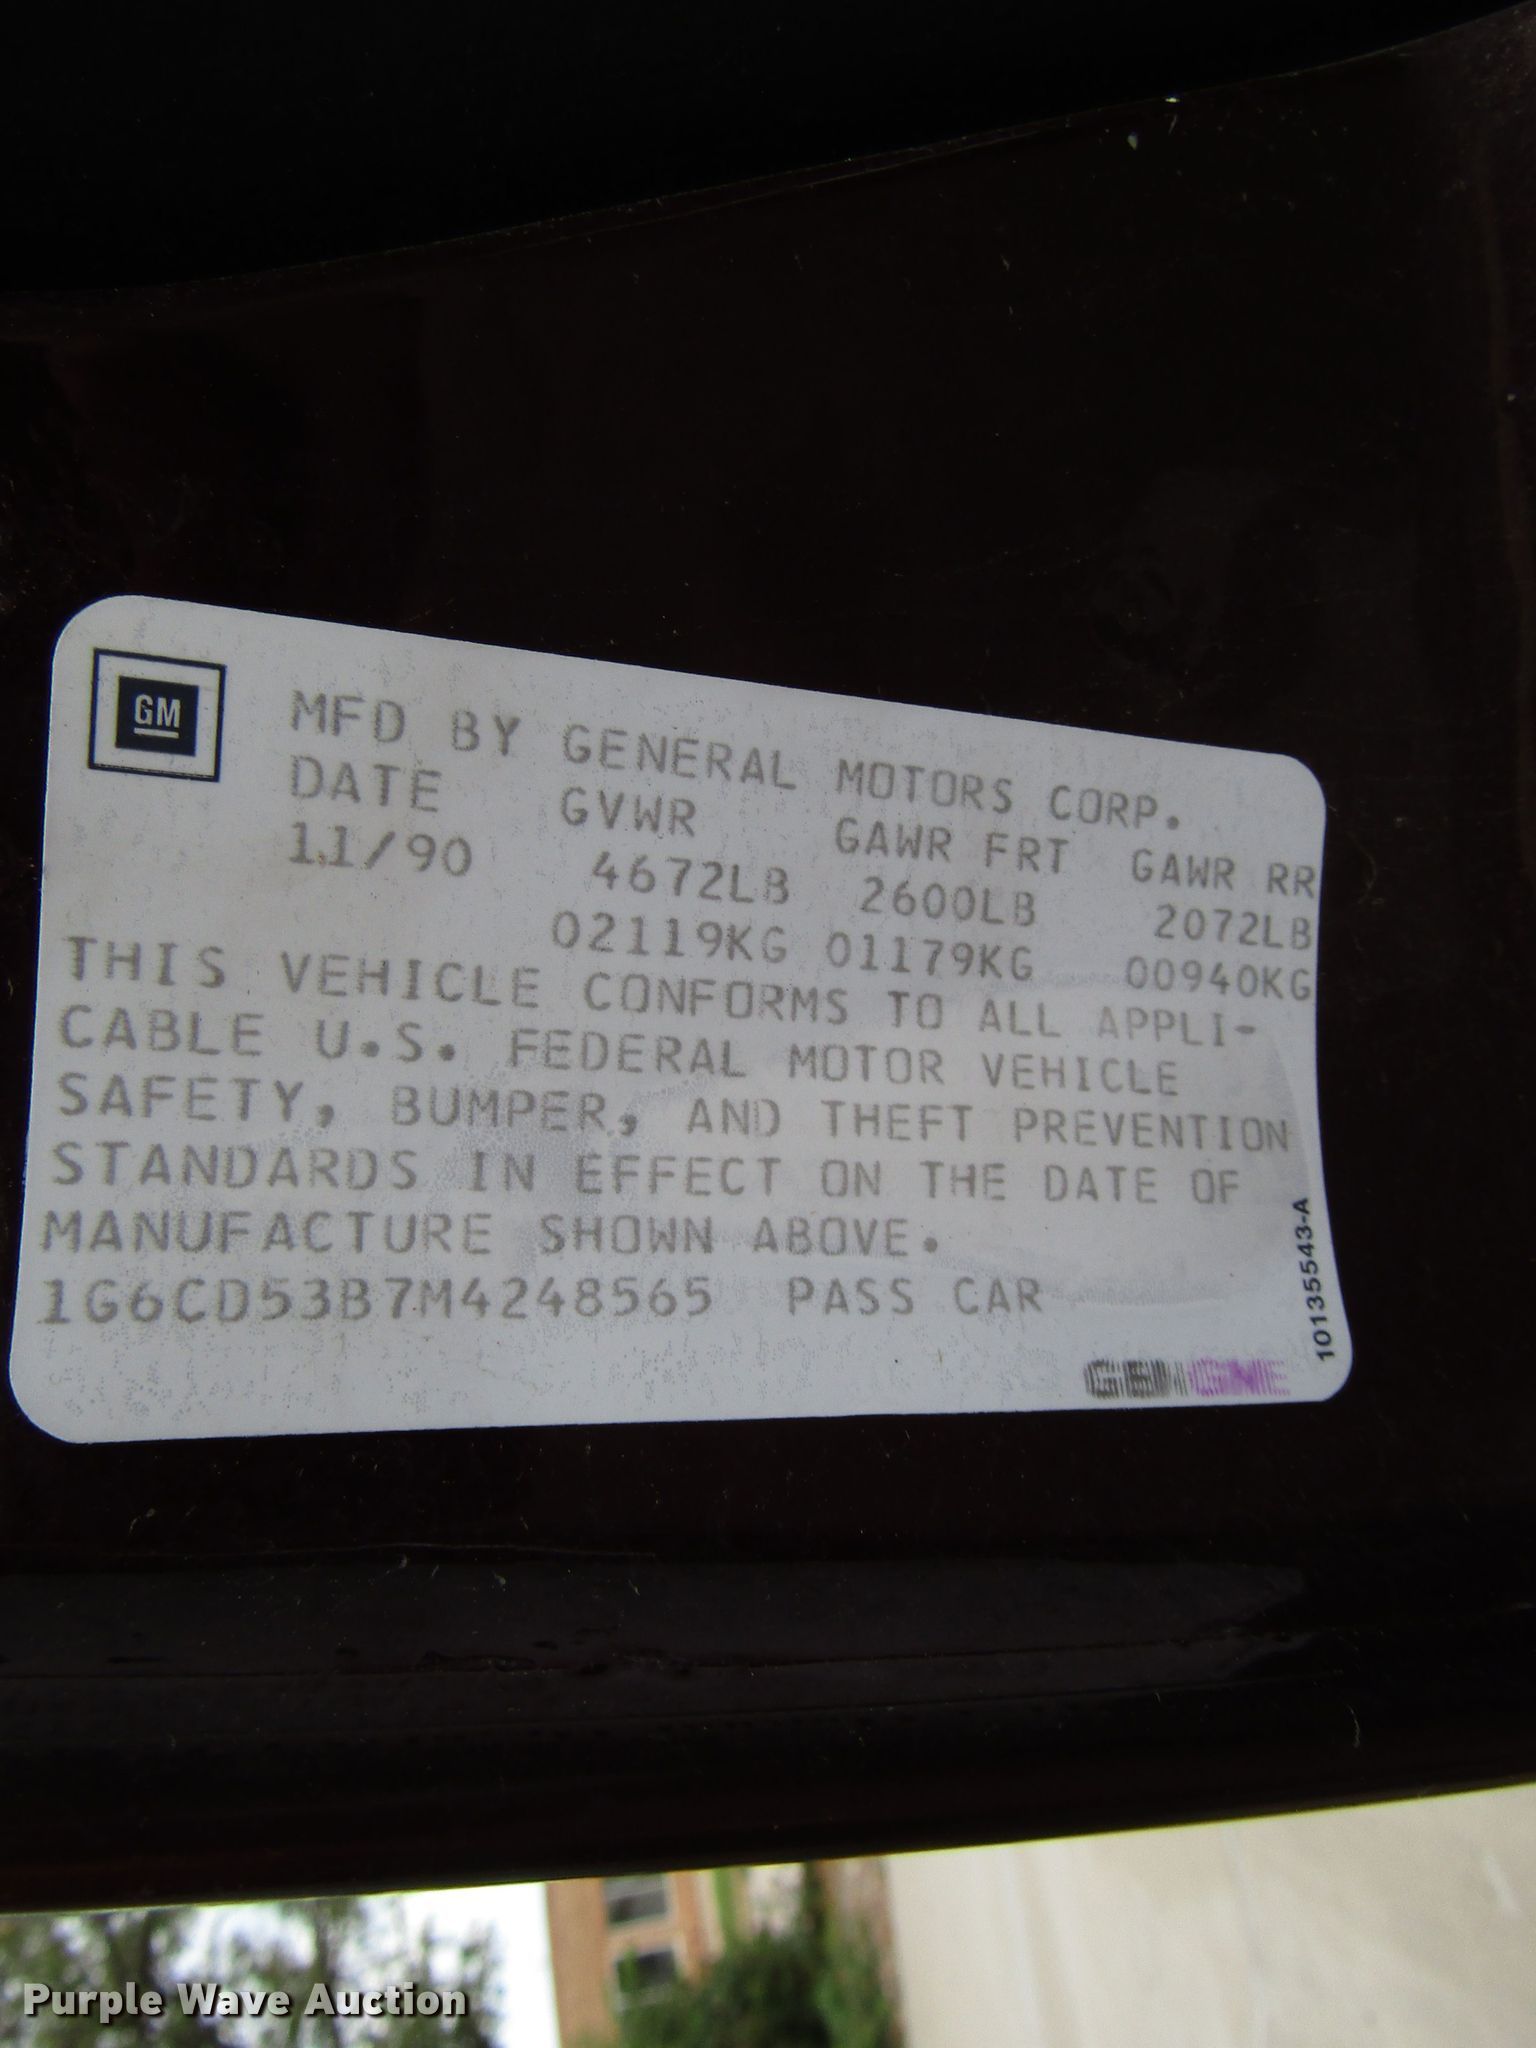 GM
MFD BY GENERAL MOTORS CORP.
DATE GVWR GAWR FRT GAWR RR
11/90 4672LB 2600LB 2072LB
02119KG 01179KG 00940KG
THIS VEHICLE CONFORMS TO ALL APPLI-
CABLE U.S. FEDERAL MOTOR VEHICLE
SAFETY, BUMPER, AND THEFT PREVENTION
STANDARDS IN EFFECT ON THE DATE OF
MANUFACTURE SHOWN ABOVE.
1G6CD53B7M4248565 PASS CAR
10135543-A
Purple Wave Auction